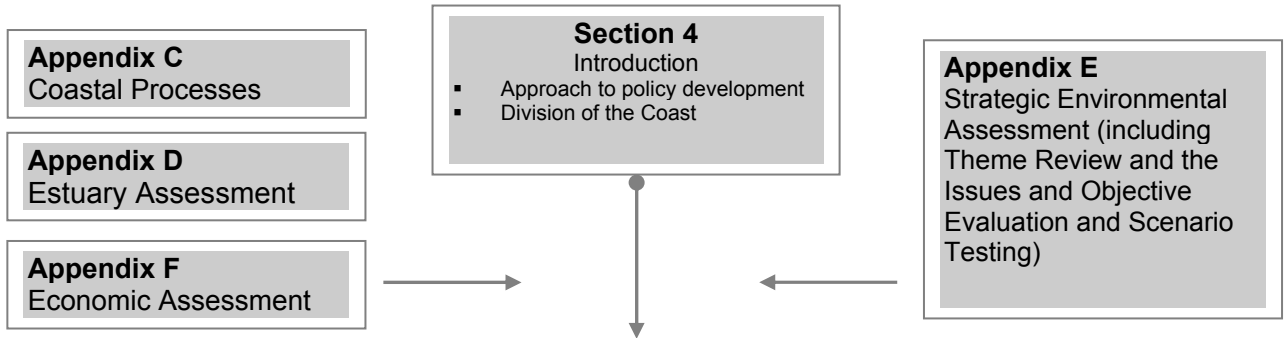 Appendix C
Coastal Processes
Appendix D
Estuary Assessment
Appendix F
Economic Assessment
Section 4
Introduction
▪ Approach to policy development
▪ Division of the Coast
Appendix E
Strategic Environmental
Assessment (including
Theme Review and the
Issues and Objective
Evaluation and Scenario
Testing)